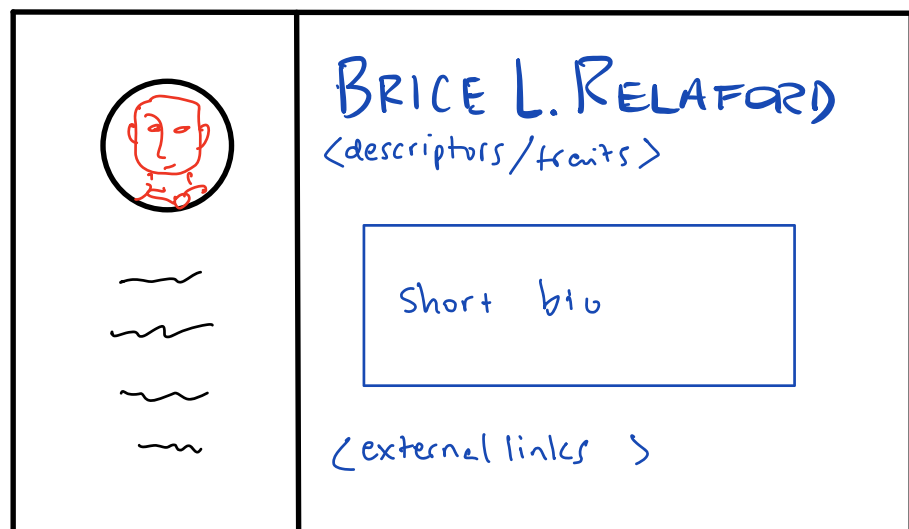 BRICE L. RELAFORD
<descriptors/traits>
short bio
<external links >